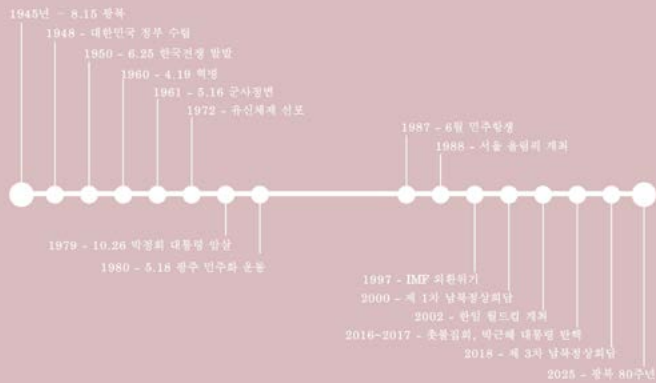 1945년 - 8.15 광복
1948 - 대한민국 정부 수립
1950 - 6.25 한국전쟁 발발
1960 - 4.19 혁명
1961 - 5.16 군사정변
1972 - 유신체제 선포
1987 - 6월 민주항쟁
1988 - 서울 올림픽 개최
1979 - 10.26 박정희 대통령 암살
1980 - 5.18 광주 민주화 운동
1997 - IMF 외환위기
2000 - 제 1차 남북정상회담
2002 - 한일 월드컵 개최
2016~2017 - 촛불집회, 박근혜 대통령 탄핵
2018 - 제 3차 남북정상회담
2025 - 광복 80주년